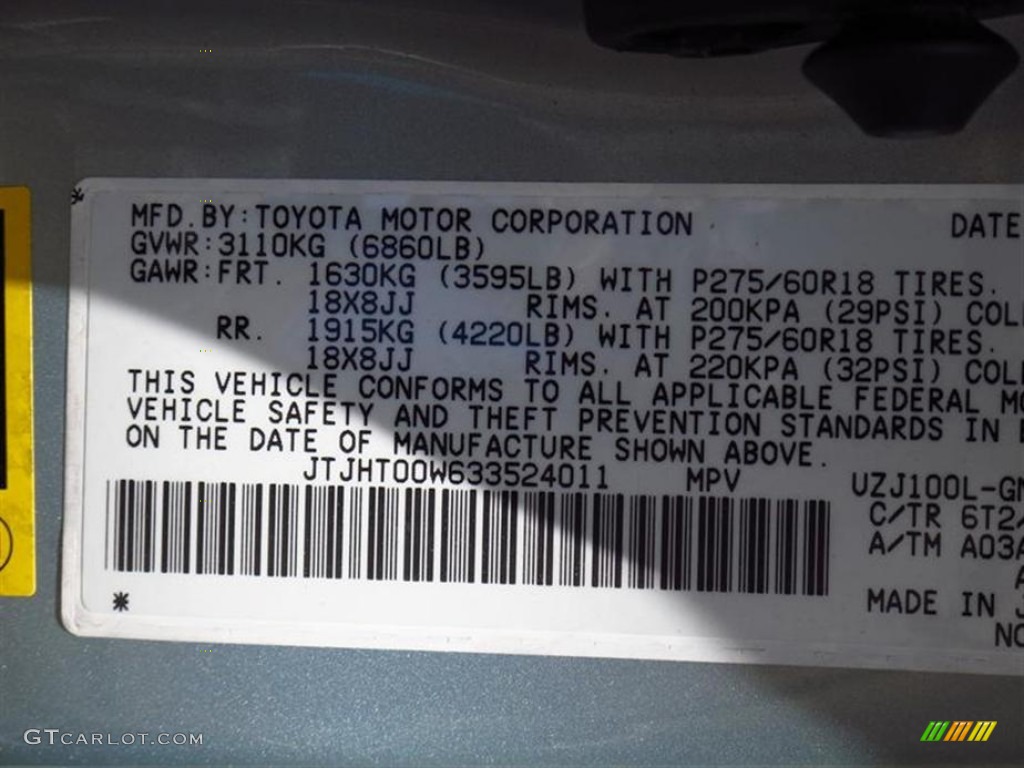 MFD.BY:TOYOTA MOTOR CORPORATION DATE
GVWR:3110KG (6860LB)
GAWR:FRT. 1630KG (3595LB) WITH P275/60R18 TIRES.
18X8JJ RIMS. AT 200KPA (29PSI) COL
RR. 1915KG (4220LB) WITH P275/60R18 TIRES.
18X8JJ RIMS. AT 220KPA (32PSI) COL
THIS VEHICLE CONFORMS TO ALL APPLICABLE FEDERAL MO
VEHICLE SAFETY AND THEFT PREVENTION STANDARDS IN
ON THE DATE OF MANUFACTURE SHOWN ABOVE.
JTJHT00W633524011 MPV UZJ100L-GN
C/TR 6T2/
A/TM A03A
MADE IN J
NO
GTCARLOT.COM